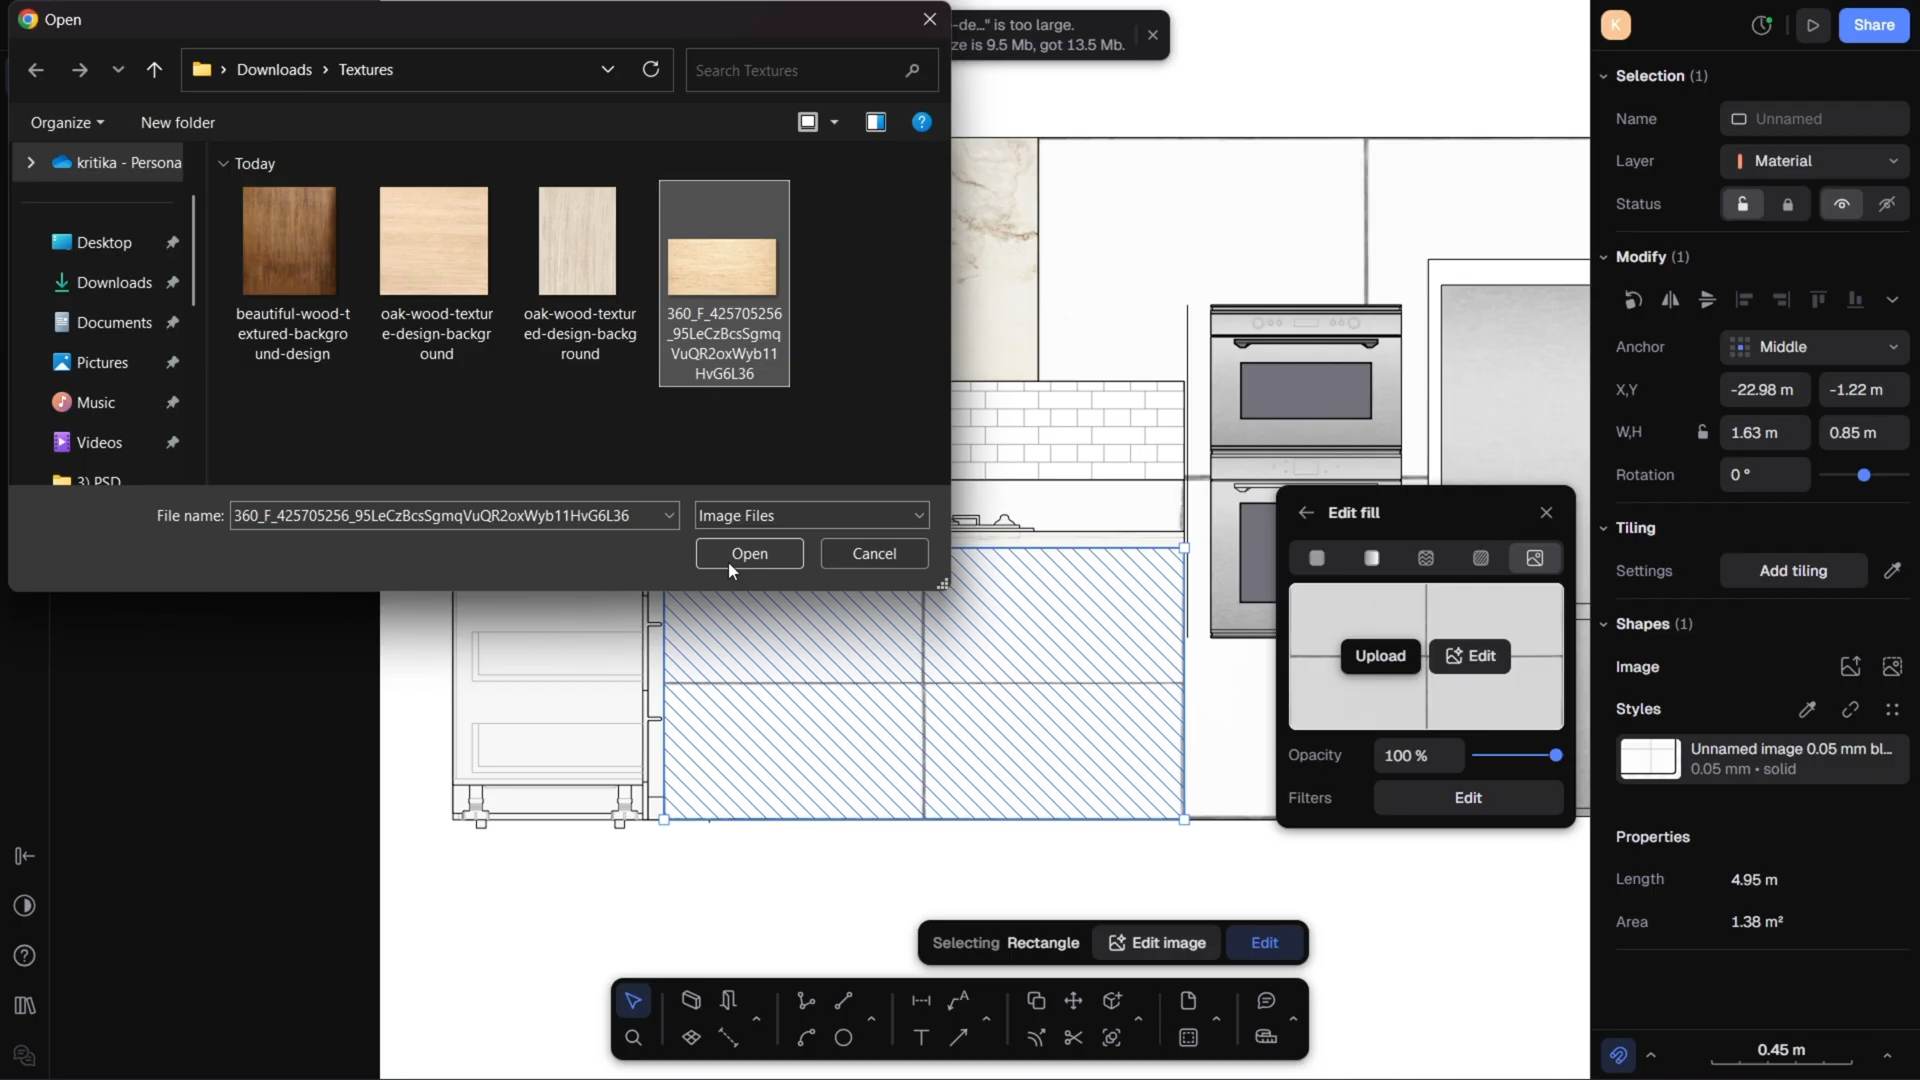 Open
Downloads
Textures
Search Textures
Organize
New folder
kritika - Persona
Desktop
Downloads
Documents
Pictures
Music
Videos
3) PSD
Today
beautiful-wood-t
extured-backgro
und-design
oak-wood-textur
e-design-backgr
ound
oak-wood-textur
ed-design-backg
round
360_F_425705256
_95LeCzBcsSgmq
VuQR2oxWyb11
HvG6L36
File name:
360_F_425705256_95LeCzBcsSgmqVuQR2oxWyb11HvG6L36
Image Files
Open
Cancel
-de..." is too large.
ze is 9.5 Mb, got 13.5 Mb.
Edit fill
Upload
Edit
Opacity
100 %
Filters
Edit
Selecting Rectangle
Edit image
Edit
K
Share
Selection (1)
Name
Unnamed
Layer
Material
Status
Modify (1)
Anchor
Middle
X,Y
-22.98 m
-1.22 m
W,H
1.63 m
0.85 m
Rotation
0 °
Tiling
Settings
Add tiling
Shapes (1)
Image
Styles
Unnamed image 0.05 mm bl...
0.05 mm • solid
Properties
Length
4.95 m
Area
1.38 m²
0.45 m